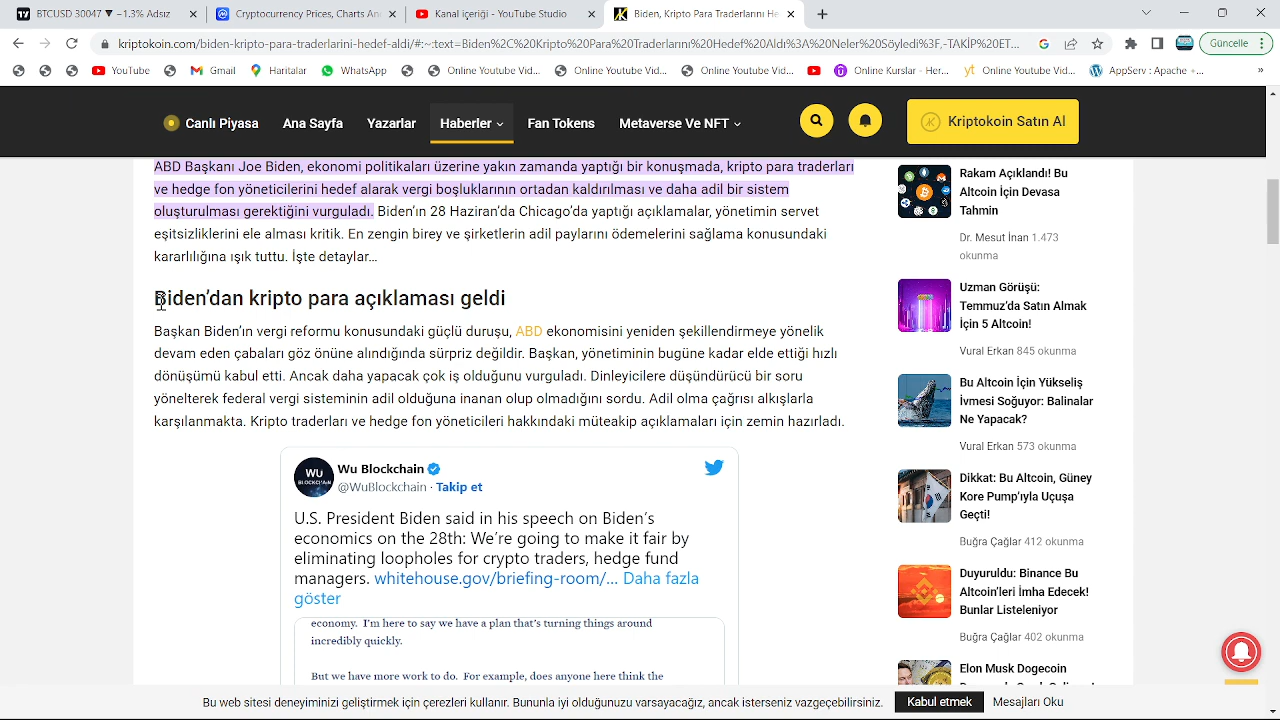 BTCUSD 30047 ▼ −1.3% Adsız
Cryptocurrency Prices, Charts An
Kanal içeriği - YouTube Studio
Biden, Kripto Para Traderlarını He
kriptokoin.com/biden-kripto-para-traderlarini-hedef-aldi/#:~:text=Biden%2C%20Kripto%20Para%20Traderlarını%20Hedef%20Aldı%3A%20Neler%20Söyledi%3F,-TAKİP%20ET...
Güncelle
YouTube
Gmail
Haritalar
WhatsApp
Online Youtube Vid...
Online Youtube Vid...
Online Youtube Vid...
Online Kurslar - Her...
Online Youtube Vid...
AppServ : Apache +...
»
Canlı Piyasa
Ana Sayfa
Yazarlar
Haberler
Fan Tokens
Metaverse Ve NFT
Kriptokoin Satın Al
ABD Başkanı Joe Biden, ekonomi politikaları üzerine yakın zamanda yaptığı bir konuşmada, kripto para traderları
ve hedge fon yöneticilerini hedef alarak vergi boşluklarının ortadan kaldırılması ve daha adil bir sistem
oluşturulması gerektiğini vurguladı. Biden’ın 28 Haziran’da Chicago’da yaptığı açıklamalar, yönetimin servet
eşitsizliklerini ele alması kritik. En zengin birey ve şirketlerin adil paylarını ödemelerini sağlama konusundaki
kararlılığına ışık tuttu. İşte detaylar…
Biden’dan kripto para açıklaması geldi
Başkan Biden’ın vergi reformu konusundaki güçlü duruşu, ABD ekonomisini yeniden şekillendirmeye yönelik
devam eden çabaları göz önüne alındığında sürpriz değildir. Başkan, yönetiminin bugüne kadar elde ettiği hızlı
dönüşümü kabul etti. Ancak daha yapacak çok iş olduğunu vurguladı. Dinleyicilere düşündürücü bir soru
yönelterek federal vergi sisteminin adil olduğuna inanan olup olmadığını sordu. Adil olma çağrısı alkışlarla
karşılanmakta. Kripto traderları ve hedge fon yöneticileri hakkındaki müteakip açıklamaları için zemin hazırladı.
WU
BLOCKCHAIN
Wu Blockchain
@WuBlockchain · Takip et
U.S. President Biden said in his speech on Biden’s
economics on the 28th: We’re going to make it fair by
eliminating loopholes for crypto traders, hedge fund
managers. whitehouse.gov/briefing-room/… Daha fazla
göster
economy. I'm here to say we have a plan that's turning things around
incredibly quickly.
But we have more work to do. For example, does anyone here think the
Rakam Açıklandı! Bu
Altcoin İçin Devasa
Tahmin
Dr. Mesut İnan 1.473
okunma
Uzman Görüşü:
Temmuz’da Satın Almak
İçin 5 Altcoin!
Vural Erkan 845 okunma
Bu Altcoin İçin Yükseliş
İvmesi Soğuyor: Balinalar
Ne Yapacak?
Vural Erkan 573 okunma
Dikkat: Bu Altcoin, Güney
Kore Pump’ıyla Uçuşa
Geçti!
Buğra Çağlar 412 okunma
Duyuruldu: Binance Bu
Altcoin’leri İmha Edecek!
Bunlar Listeleniyor
Buğra Çağlar 402 okunma
Elon Musk Dogecoin
Huzur deneyiminizi geliştirmek için çerezleri kullanır. Bununla iyi olduğunuzu varsayacağız, ancak isterseniz vazgeçebilirsiniz.
Kabul etmek
Mesajları Oku